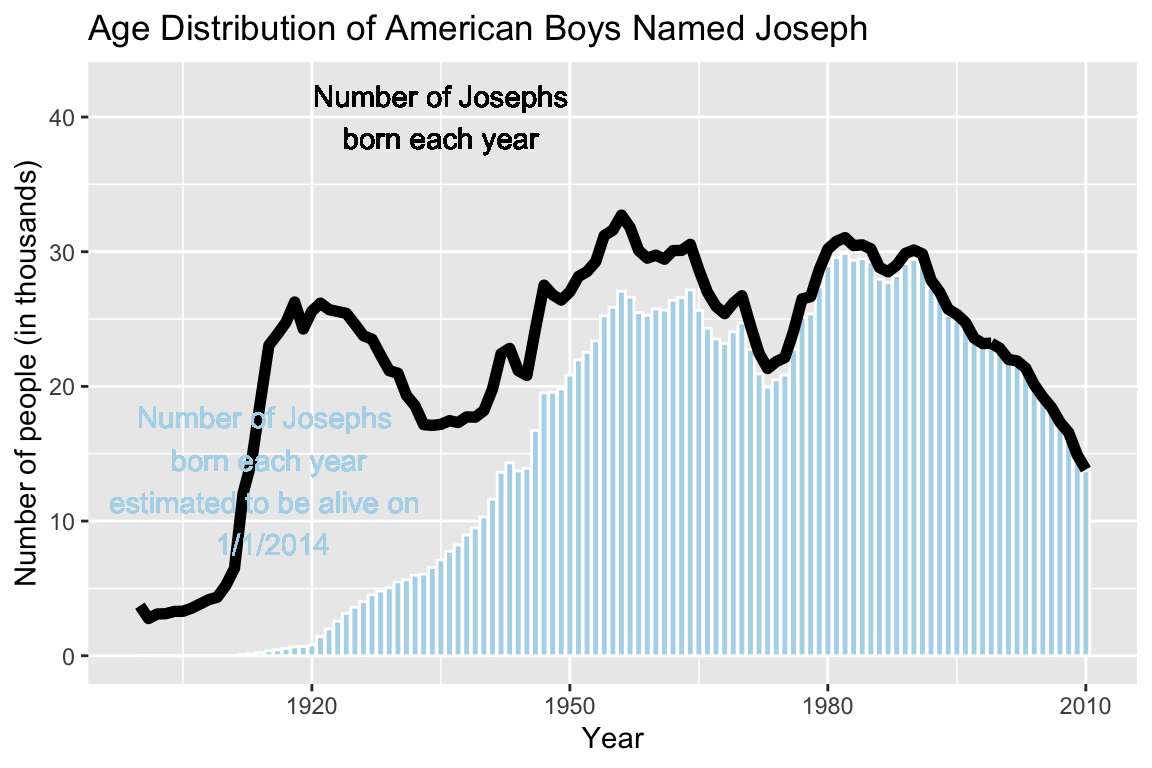 Age Distribution of American Boys Named Joseph
Number of Josephs
born each year
40
30
20
10
0
Number of people (in thousands)
Number of Josephs
born each year
estimated to be alive on
1/1/2014
1920
1950
1980
2010
Year